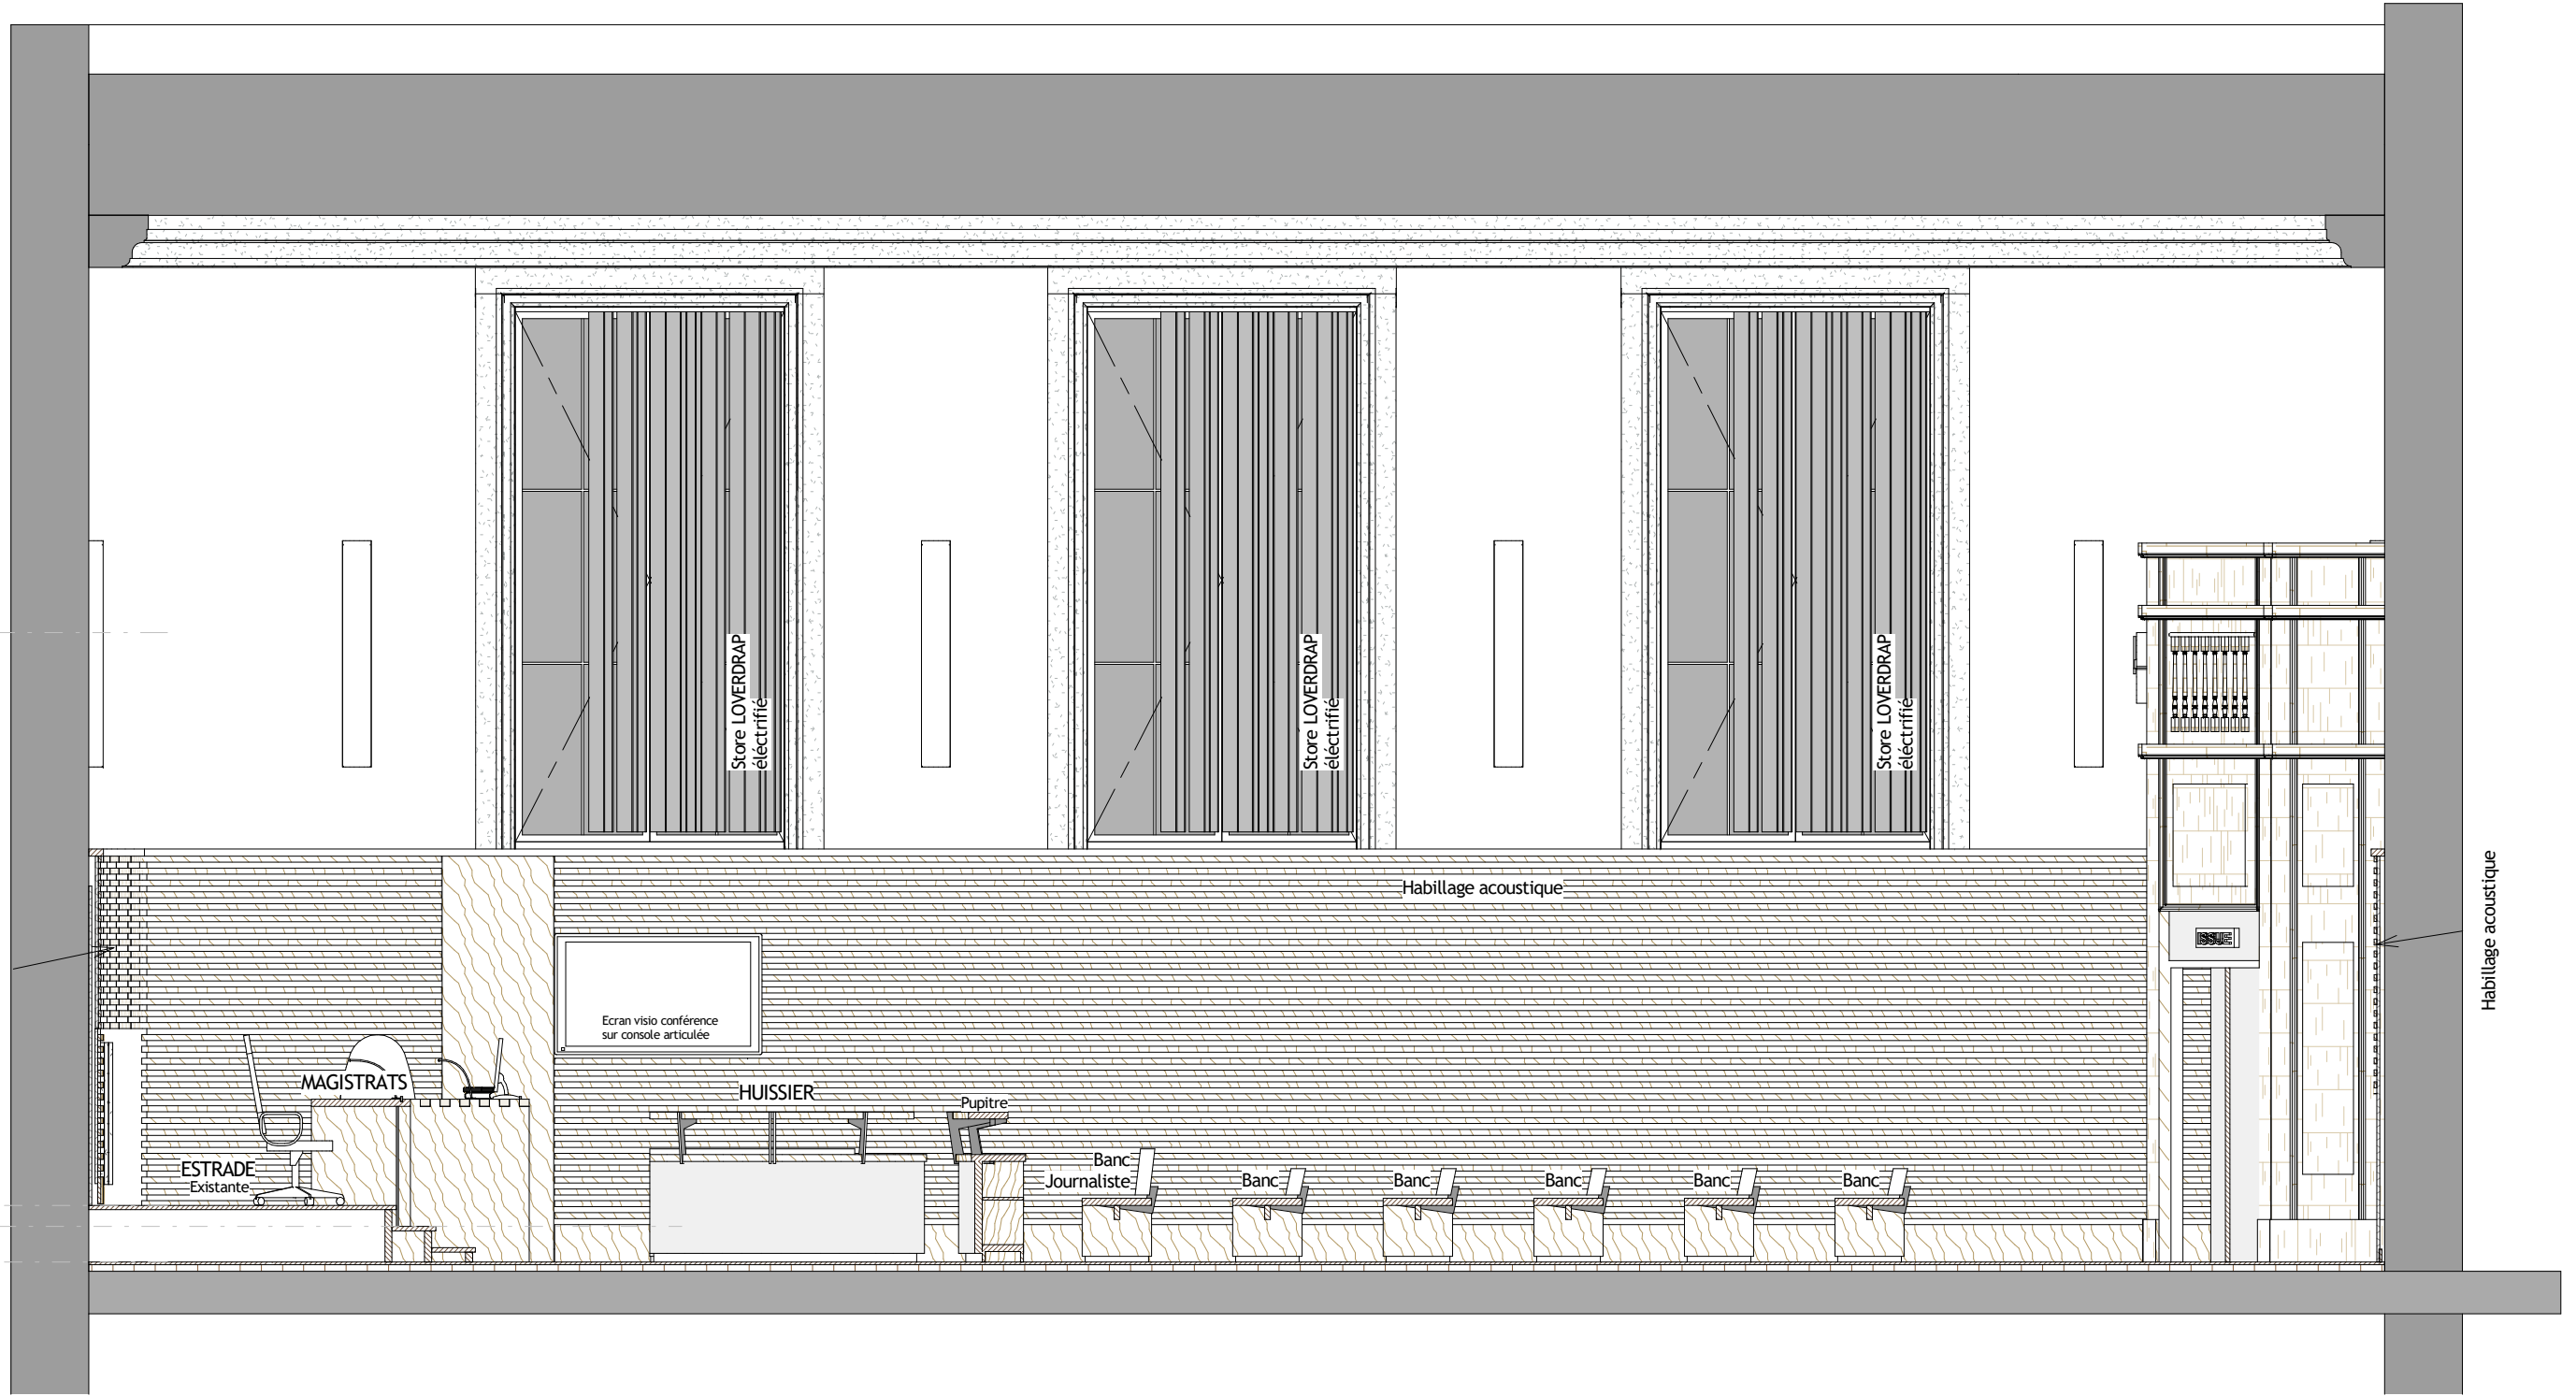 Store LOVERDRAP
éléctrifié
Store LOVERDRAP
éléctrifié
Store LOVERDRAP
éléctrifié
Habillage acoustique
Habillage acoustique
ISSUE
Ecran visio conférence
sur console articulée
MAGISTRATS
HUISSIER
Pupitre
ESTRADE
Existante
Banc
Journaliste
Banc
Banc
Banc
Banc
Banc